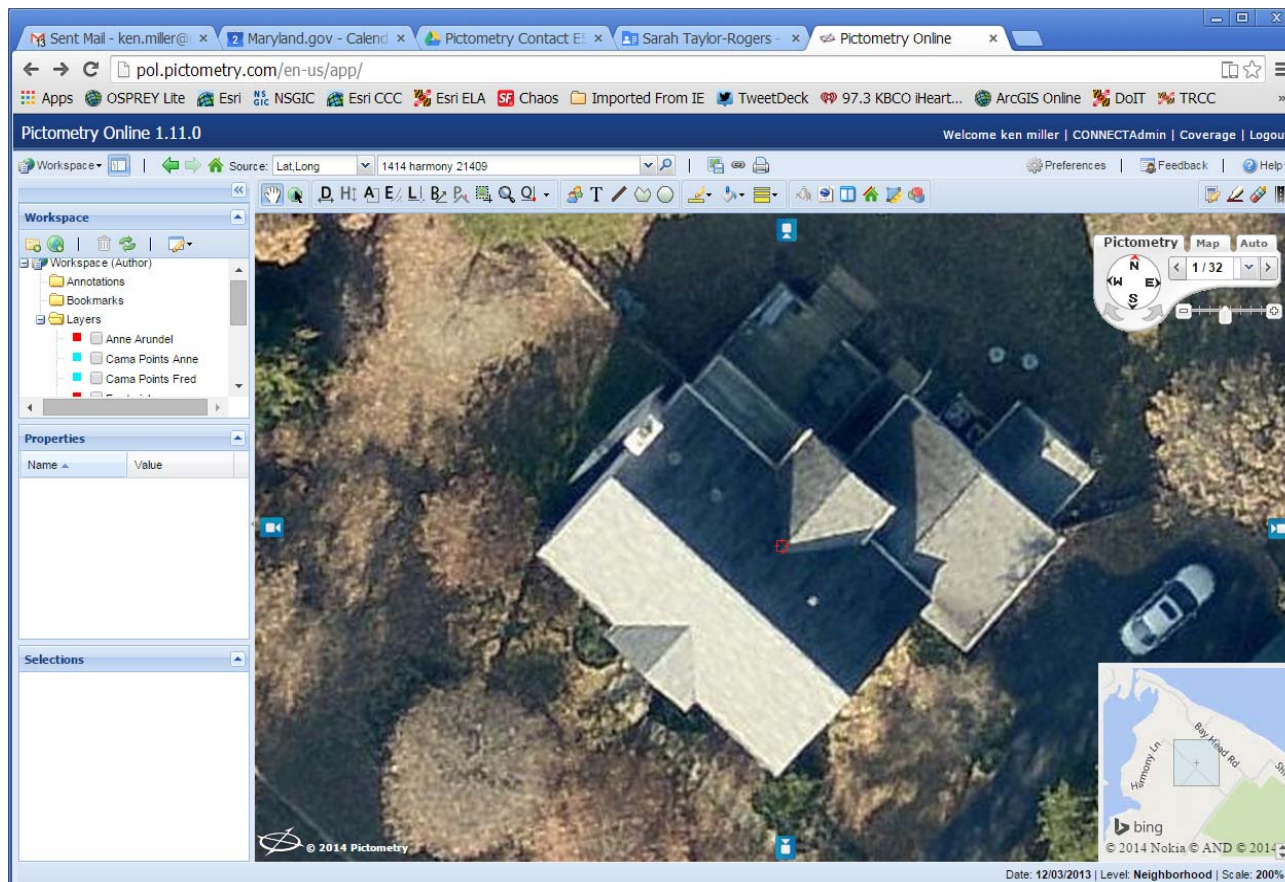 Sent Mail - ken.miller@
Maryland.gov - Calend
Pictometry Contact ES
Sarah Taylor-Rogers -
Pictometry Online
pol.pictometry.com/en-us/app/
Apps OSPREY Lite Esri NSGIC Esri CCC Esri ELA Chaos Imported From IE TweetDeck 97.3 KBCO iHeart... ArcGIS Online DoIT TRCC »
Pictometry Online 1.11.0
Welcome ken miller | CONNECTAdmin | Coverage | Logout
Workspace Source: Lat,Long 1414 harmony 21409 Preferences | Feedback | Help
Workspace
Workspace (Author)
Annotations
Bookmarks
Layers
Anne Arundel
Cama Points Anne
Cama Points Fred
Properties
Name Value
Selections
Pictometry Map Auto
N
W E
S
1 / 32
Harmony Ln
Bay Head Rd
bing
© 2014 Nokia © AND © 2014
© 2014 Pictometry
Date: 12/03/2013 | Level: Neighborhood | Scale: 200%